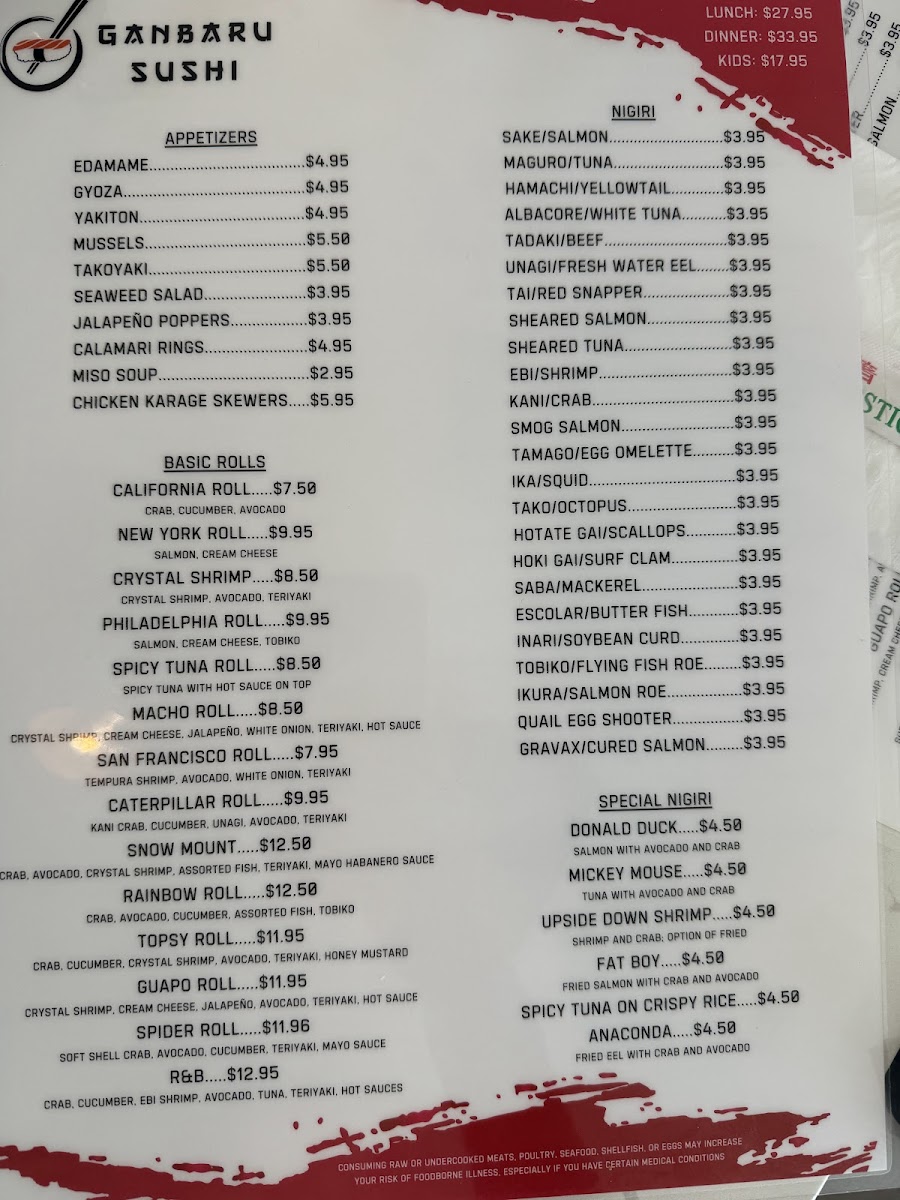 GANBARU
SUSHI
LUNCH: $27.95
DINNER: $33.95
KIDS: $17.95
APPETIZERS
EDAMAME.................................$4.95
GYOZA......................................$4.95
YAKITON...................................$4.95
MUSSELS..................................$5.50
TAKOYAKI.................................$5.50
SEAWEED SALAD......................$3.95
JALAPEÑO POPPERS................$3.95
CALAMARI RINGS......................$4.95
MISO SOUP................................$2.95
CHICKEN KARAGE SKEWERS.....$5.95
BASIC ROLLS
CALIFORNIA ROLL.....$7.50
CRAB, CUCUMBER, AVOCADO
NEW YORK ROLL.....$9.95
SALMON, CREAM CHEESE
CRYSTAL SHRIMP.....$8.50
CRYSTAL SHRIMP, AVOCADO, TERIYAKI
PHILADELPHIA ROLL.....$9.95
SALMON, CREAM CHEESE, TOBIKO
SPICY TUNA ROLL.....$8.50
SPICY TUNA WITH HOT SAUCE ON TOP
MACHO ROLL.....$8.50
CRYSTAL SHRIMP, CREAM CHEESE, JALAPEÑO, WHITE ONION, TERIYAKI, HOT SAUCE
SAN FRANCISCO ROLL.....$7.95
TEMPURA SHRIMP, AVOCADO, WHITE ONION, TERIYAKI
CATERPILLAR ROLL.....$9.95
KANI CRAB, CUCUMBER, UNAGI, AVOCADO, TERIYAKI
SNOW MOUNT.....$12.50
CRAB, AVOCADO, CRYSTAL SHRIMP, ASSORTED FISH, TERIYAKI, MAYO HABANERO SAUCE
RAINBOW ROLL.....$12.50
CRAB, AVOCADO, CUCUMBER, ASSORTED FISH, TOBIKO
TOPSY ROLL.....$11.95
CRAB, CUCUMBER, CRYSTAL SHRIMP, AVOCADO, TERIYAKI, HONEY MUSTARD
GUAPO ROLL.....$11.95
CRYSTAL SHRIMP, CREAM CHEESE, JALAPEÑO, AVOCADO, TERIYAKI, HOT SAUCE
SPIDER ROLL.....$11.96
SOFT SHELL CRAB, AVOCADO, CUCUMBER, TERIYAKI, MAYO SAUCE
R&B.....$12.95
CRAB, CUCUMBER, EBI SHRIMP, AVOCADO, TUNA, TERIYAKI, HOT SAUCES
NIGIRI
SAKE/SALMON........................$3.95
MAGURO/TUNA.......................$3.95
HAMACHI/YELLOWTAIL...........$3.95
ALBACORE/WHITE TUNA.........$3.95
TADAKI/BEEF..........................$3.95
UNAGI/FRESH WATER EEL.......$3.95
TAI/RED SNAPPER..................$3.95
SHEARED SALMON.................$3.95
SHEARED TUNA.......................$3.95
EBI/SHRIMP............................$3.95
KANI/CRAB..............................$3.95
SMOG SALMON........................$3.95
TAMAGO/EGG OMELETTE.........$3.95
IKA/SQUID...............................$3.95
TAKO/OCTOPUS.......................$3.95
HOTATE GAI/SCALLOPS...........$3.95
HOKI GAI/SURF CLAM..............$3.95
SABA/MACKEREL....................$3.95
ESCOLAR/BUTTER FISH..........$3.95
INARI/SOYBEAN CURD............$3.95
TOBIKO/FLYING FISH ROE........$3.95
IKURA/SALMON ROE................$3.95
QUAIL EGG SHOOTER...............$3.95
GRAVAX/CURED SALMON........$3.95
SPECIAL NIGIRI
DONALD DUCK.....$4.50
SALMON WITH AVOCADO AND CRAB
MICKEY MOUSE.....$4.50
TUNA WITH AVOCADO AND CRAB
UPSIDE DOWN SHRIMP.....$4.50
SHRIMP AND CRAB; OPTION OF FRIED
FAT BOY.....$4.50
FRIED SALMON WITH CRAB AND AVOCADO
SPICY TUNA ON CRISPY RICE.....$4.50
ANACONDA.....$4.50
FRIED EEL WITH CRAB AND AVOCADO
CONSUMING RAW OR UNDERCOOKED MEATS, POULTRY, SEAFOOD, SHELLFISH, OR EGGS MAY INCREASE
YOUR RISK OF FOODBORNE ILLNESS, ESPECIALLY IF YOU HAVE CERTAIN MEDICAL CONDITIONS
$3.95
$3.95
SALMON
GUAPO ROLL